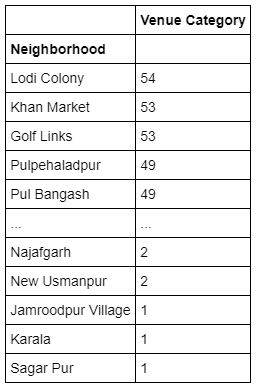 Venue Category
Neighborhood
Lodi Colony 54
Khan Market 53
Golf Links 53
Pulpehaladpur 49
Pul Bangash 49
... ...
Najafgarh 2
New Usmanpur 2
Jamroodpur Village 1
Karala 1
Sagar Pur 1